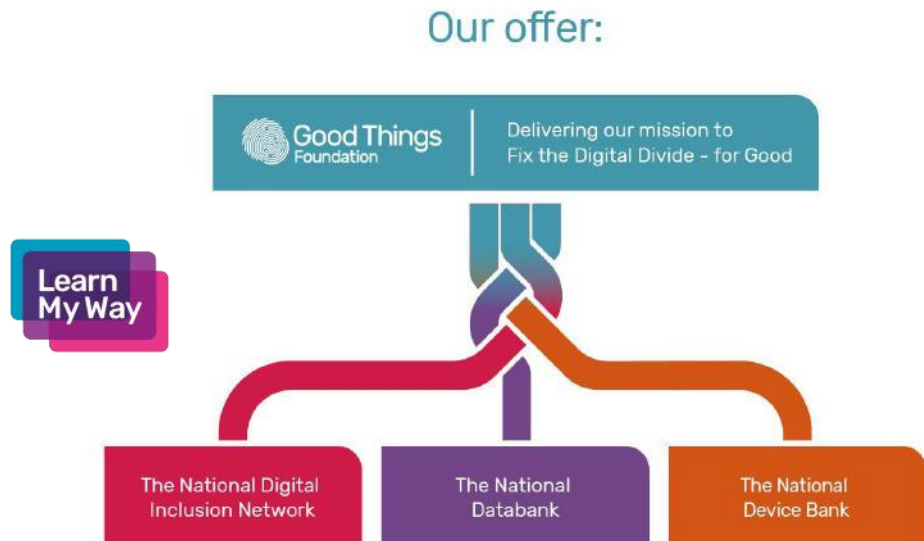 Our offer:
Good Things
Foundation
Delivering our mission to
Fix the Digital Divide - for Good
Learn
My Way
The National Digital
Inclusion Network
The National
Databank
The National
Device Bank